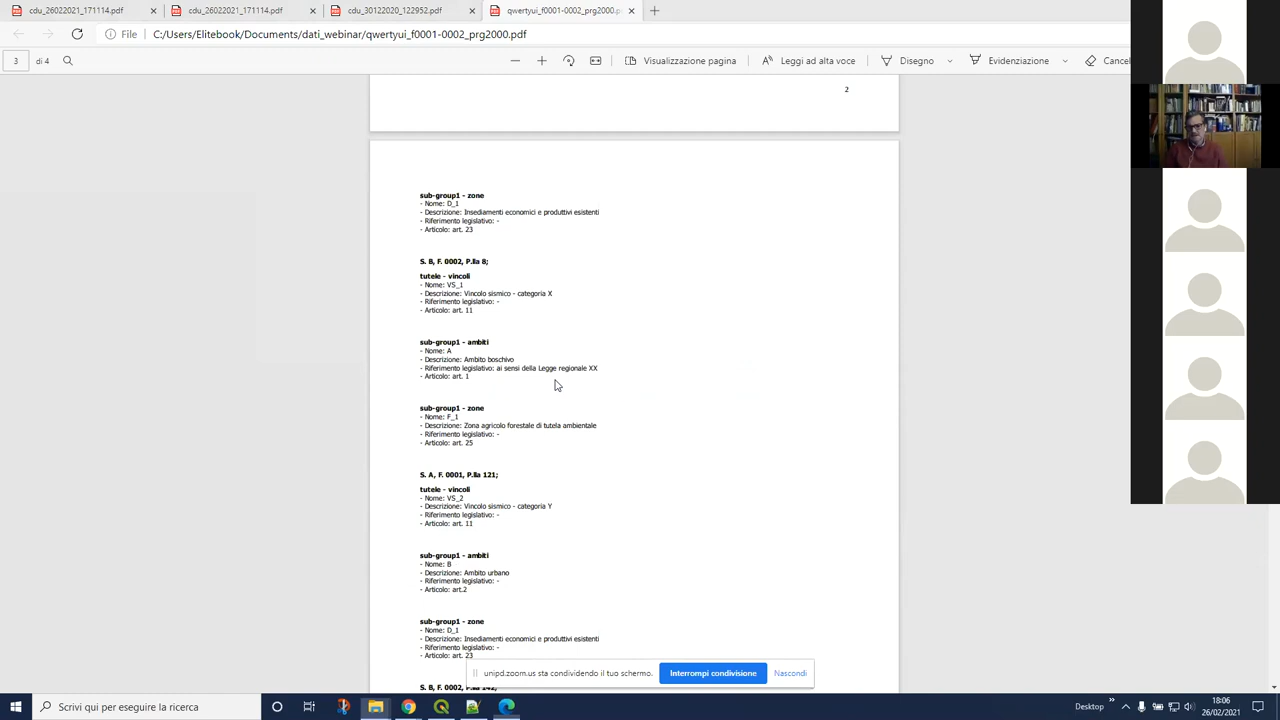 cdu_26022021_171114.pdf
cdu_26022021_171114.pdf
cdu_30122020_122952.pdf
qwertyui_f0001-0002_prg2000.p
File C:/Users/Elitebook/Documents/dati_webinar/qwertyui_f0001-0002_prg2000.pdf
3 di 4 Visualizzazione pagina Leggi ad alta voce Disegno Evidenziazione Cancel
2
sub-group1 - zone
- Nome: D_1
- Descrizione: Insediamenti economici e produttivi esistenti
- Riferimento legislativo: -
- Articolo: art. 23
S. B, F. 0002, P.lla 8;
tutele - vincoli
- Nome: VS_1
- Descrizione: Vincolo sismico - categoria X
- Riferimento legislativo: -
- Articolo: art. 11
sub-group1 - ambiti
- Nome: A
- Descrizione: Ambito boschivo
- Riferimento legislativo: ai sensi della Legge regionale XX
- Articolo: art. 1
sub-group1 - zone
- Nome: F_1
- Descrizione: Zona agricolo forestale di tutela ambientale
- Riferimento legislativo: -
- Articolo: art. 25
S. A, F. 0001, P.lla 121;
tutele - vincoli
- Nome: VS_2
- Descrizione: Vincolo sismico - categoria Y
- Riferimento legislativo: -
- Articolo: art. 11
sub-group1 - ambiti
- Nome: B
- Descrizione: Ambito urbano
- Riferimento legislativo: -
- Articolo: art.2
sub-group1 - zone
- Nome: D_1
- Descrizione: Insediamenti economici e produttivi esistenti
- Riferimento legislativo: -
- Articolo: art. 23
unipd.zoom.us sta condividendo il tuo schermo. Interrompi condivisione Nascondi
S. B, F. 0002, P.lla 142;
Scrivi qui per eseguire la ricerca
Desktop
18:06
26/02/2021